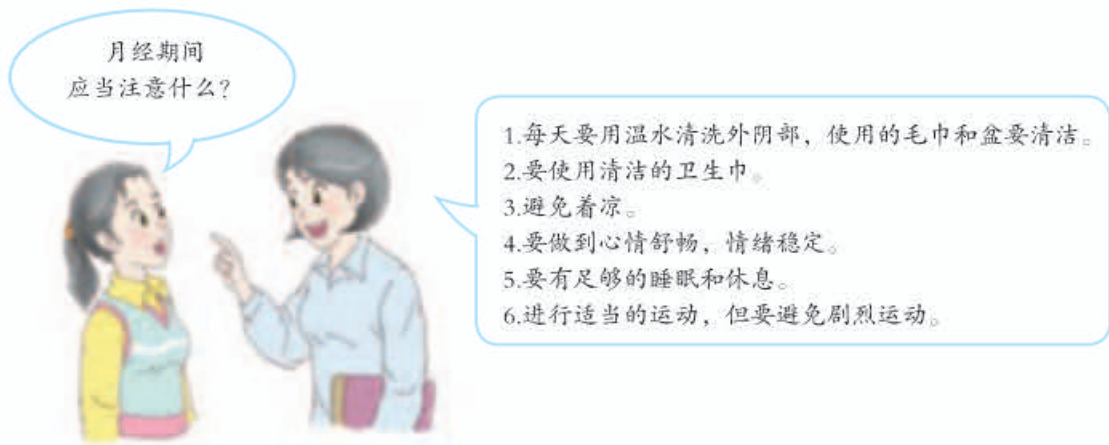 月经期间
应当注意什么？
1.每天要用温水清洗外阴部，使用的毛巾和盆要清洁。
2.要使用清洁的卫生巾。
3.避免着凉。
4.要做到心情舒畅，情绪稳定。
5.要有足够的睡眠和休息。
6.进行适当的运动，但要避免剧烈运动。